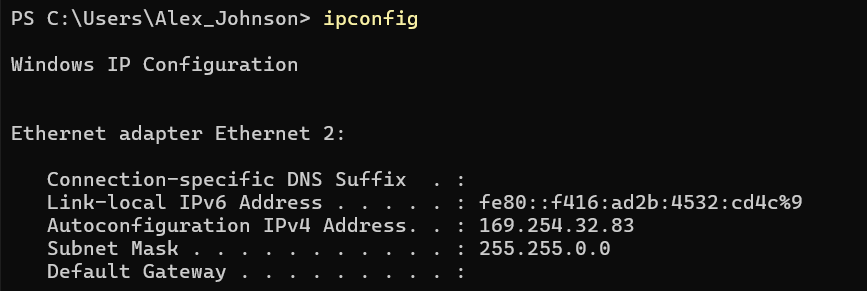 PS C:\Users\Alex_Johnson> ipconfig
Windows IP Configuration
Ethernet adapter Ethernet 2:
Connection-specific DNS Suffix  . :
Link-local IPv6 Address . . . . . : fe80::f416:ad2b:4532:cd4c%9
Autoconfiguration IPv4 Address. . : 169.254.32.83
Subnet Mask . . . . . . . . . . . : 255.255.0.0
Default Gateway . . . . . . . . . :